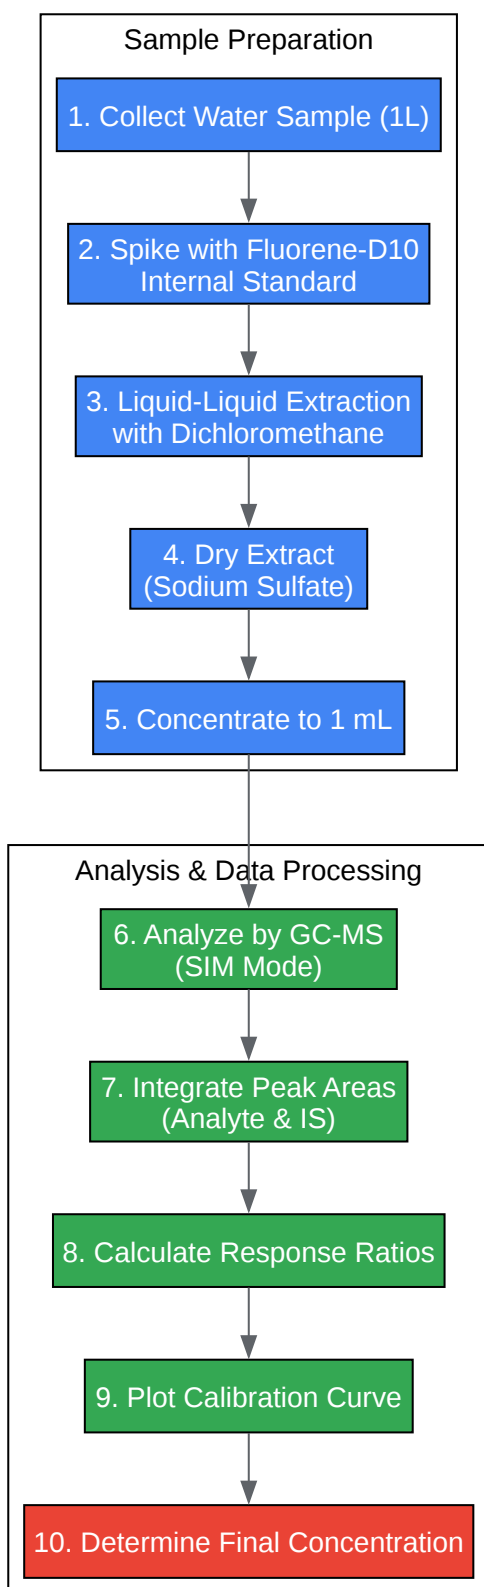 Sample Preparation
1. Collect Water Sample (1L)
2. Spike with Fluorene-D10
Internal Standard
3. Liquid-Liquid Extraction
with Dichloromethane
4. Dry Extract
(Sodium Sulfate)
5. Concentrate to 1 mL
Analysis & Data Processing
6. Analyze by GC-MS
(SIM Mode)
7. Integrate Peak Areas
(Analyte & IS)
8. Calculate Response Ratios
9. Plot Calibration Curve
10. Determine Final Concentration